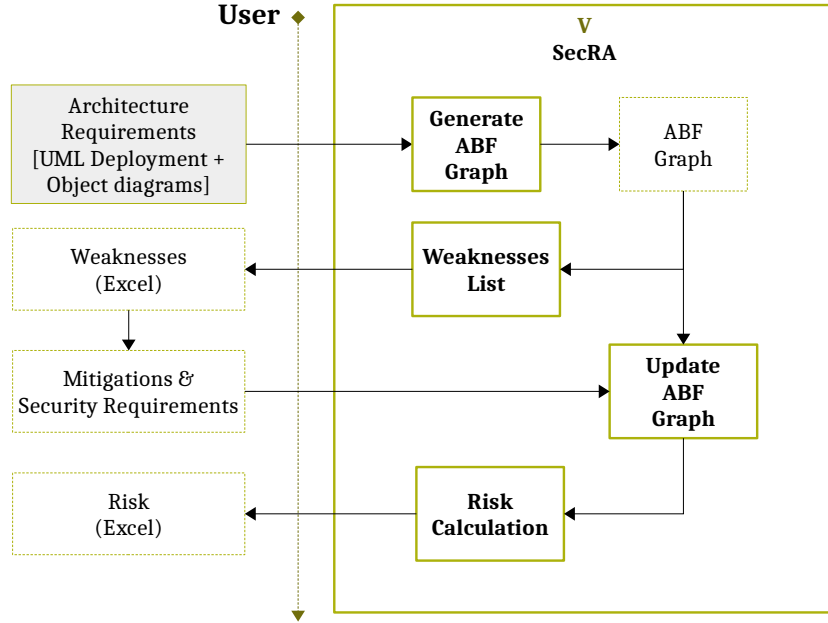 User
V
SecRA
Architecture
Requirements
[UML Deployment +
Object diagrams]
Generate
ABF
Graph
ABF
Graph
Weaknesses
(Excel)
Weaknesses
List
Mitigations &
Security Requirements
Update
ABF
Graph
Risk
(Excel)
Risk
Calculation